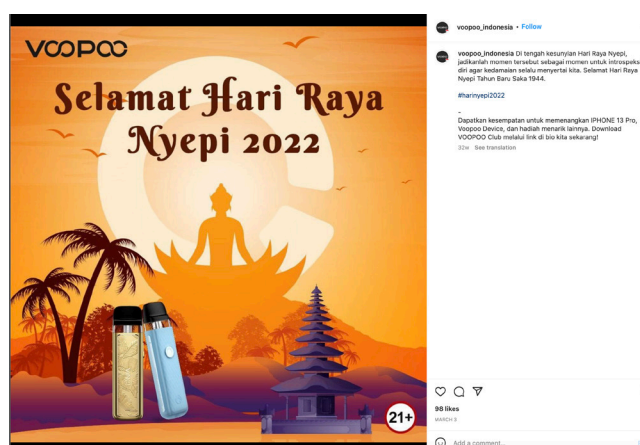 VOOPOO
Selamat Hari Raya
Nyepi 2022
21+
voopoo_indonesia • Follow
voopoo_indonesia Di tengah kesunyian Hari Raya Nyepi,
jadikanlah momen tersebut sebagai momen untuk introspeksi
diri agar kedamaian selalu menyertai kita. Selamat Hari Raya
Nyepi Tahun Baru Saka 1944.
#harinyepi2022
-
Dapatkan kesempatan untuk memenangkan IPHONE 13 Pro,
Voopoo Device, dan hadiah menarik lainnya. Download
VOOPOO Club melalui link di bio kita sekarang!
32w See translation
98 likes
MARCH 3
Add a comment...